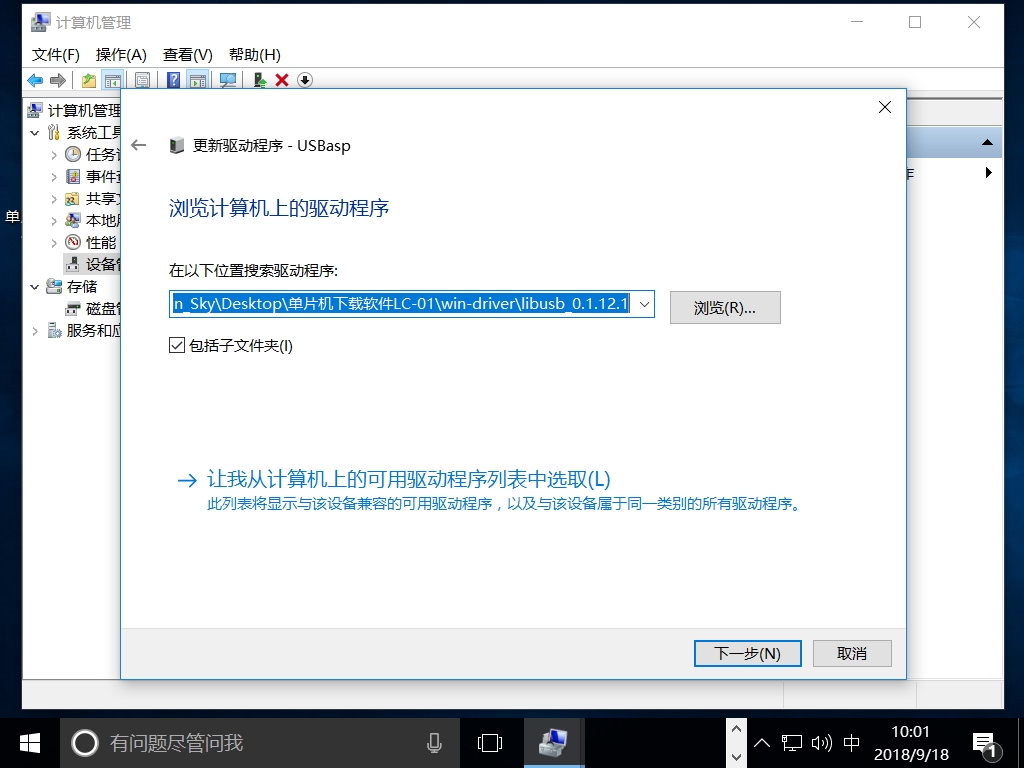 计算机管理
文件(F) 操作(A) 查看(V) 帮助(H)
计算机管理
系统工具
任务计
事件查
共享文
本地用
性能
设备管
存储
磁盘管
服务和应
单
作
更新驱动程序 - USBasp
浏览计算机上的驱动程序
在以下位置搜索驱动程序:
n_Sky\Desktop\单片机下载软件LC-01\win-driver\libusb_0.1.12.1
浏览(R)...
包括子文件夹(I)
让我从计算机上的可用驱动程序列表中选取(L)
此列表将显示与该设备兼容的可用驱动程序，以及与该设备属于同一类别的所有驱动程序。
下一步(N)
取消
有问题尽管问我
中
10:01
2018/9/18
1